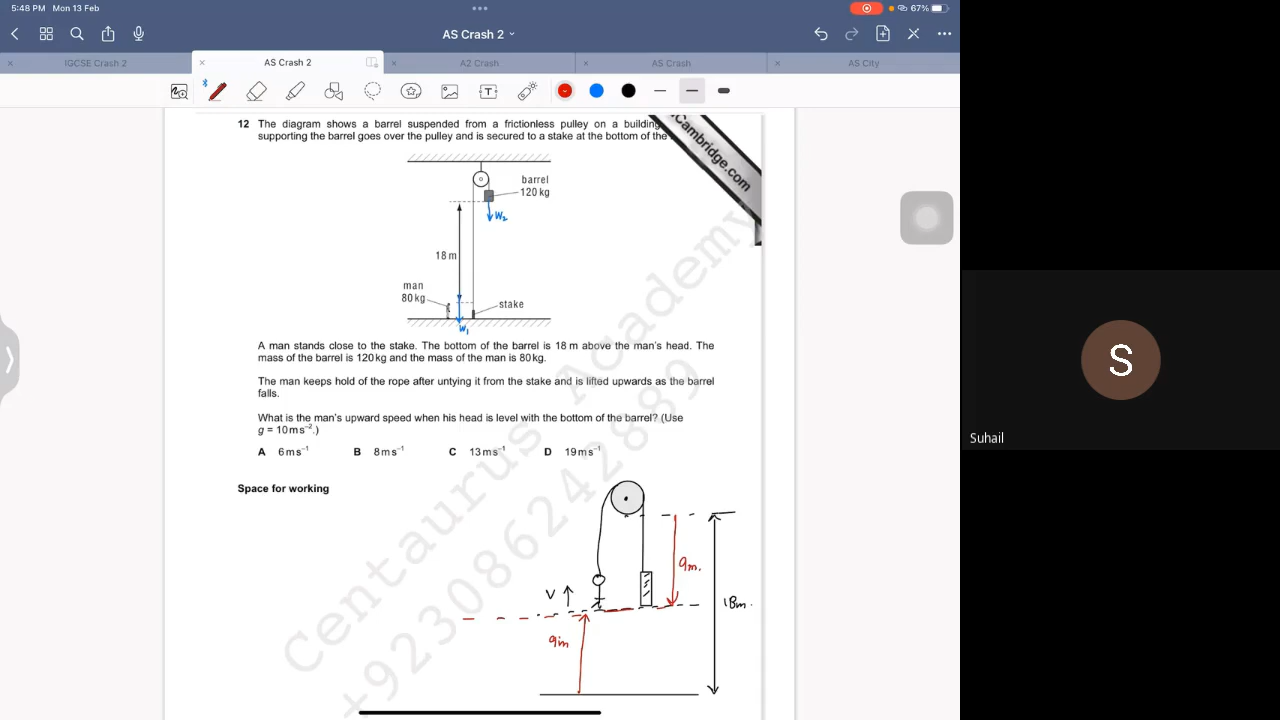 5:48 PM Mon 13 Feb
67%
AS Crash 2
IGCSE Crash 2
AS Crash 2
A2 Crash
AS Crash
AS City
Cambridge.com
12 The diagram shows a barrel suspended from a frictionless pulley on a building
supporting the barrel goes over the pulley and is secured to a stake at the bottom of the
barrel
120 kg
W2
18 m
man
80 kg
stake
W1
A man stands close to the stake. The bottom of the barrel is 18 m above the man's head. The
mass of the barrel is 120 kg and the mass of the man is 80 kg.
The man keeps hold of the rope after untying it from the stake and is lifted upwards as the barrel
falls.
What is the man's upward speed when his head is level with the bottom of the barrel? (Use
g = 10 m s⁻².)
A 6 m s⁻¹ B 8 m s⁻¹ C 13 m s⁻¹ D 19 m s⁻¹
Space for working
9m.
V
18m.
9m
Centaurus Academy
+923086242889
S
Suhail